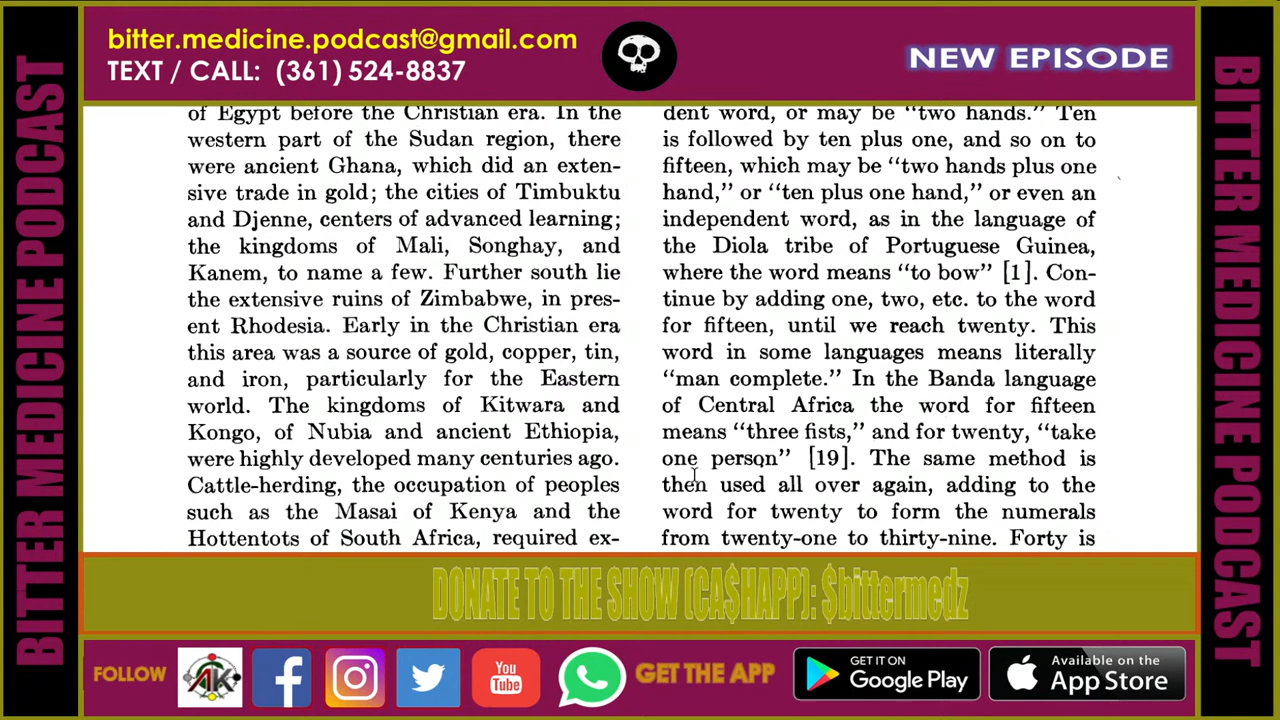 bitter.medicine.podcast@gmail.com
TEXT / CALL: (361) 524-8837
NEW EPISODE
BITTER MEDICINE PODCAST
of Egypt before the Christian era. In the
western part of the Sudan region, there
were ancient Ghana, which did an exten-
sive trade in gold; the cities of Timbuktu
and Djenne, centers of advanced learning;
the kingdoms of Mali, Songhay, and
Kanem, to name a few. Further south lie
the extensive ruins of Zimbabwe, in pres-
ent Rhodesia. Early in the Christian era
this area was a source of gold, copper, tin,
and iron, particularly for the Eastern
world. The kingdoms of Kitwara and
Kongo, of Nubia and ancient Ethiopia,
were highly developed many centuries ago.
Cattle-herding, the occupation of peoples
such as the Masai of Kenya and the
Hottentots of South Africa, required ex-
dent word, or may be “two hands.” Ten
is followed by ten plus one, and so on to
fifteen, which may be “two hands plus one
hand,” or “ten plus one hand,” or even an
independent word, as in the language of
the Diola tribe of Portuguese Guinea,
where the word means “to bow” [1]. Con-
tinue by adding one, two, etc. to the word
for fifteen, until we reach twenty. This
word in some languages means literally
“man complete.” In the Banda language
of Central Africa the word for fifteen
means “three fists,” and for twenty, “take
one person” [19]. The same method is
then used all over again, adding to the
word for twenty to form the numerals
from twenty-one to thirty-nine. Forty is
BITTER MEDICINE PODCAST
DONATE TO THE SHOW (CA$HAPP): $bittermedz
FOLLOW
You
Tube
GET THE APP
GET IT ON
Google Play
Available on the
App Store